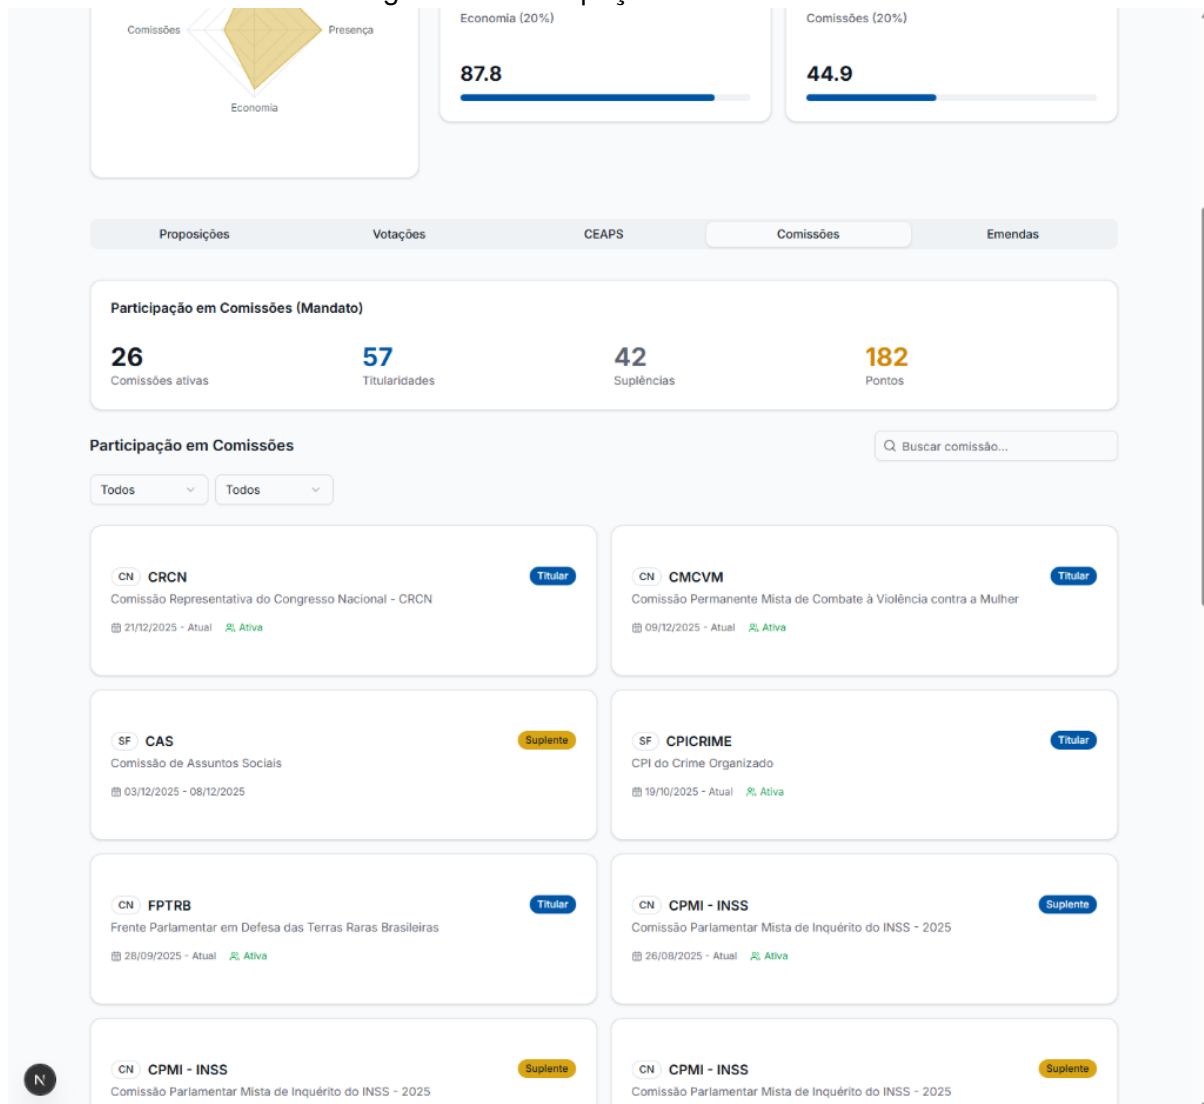 Comissões
Presença
Economia
Economia (20%)
87.8
Comissões (20%)
44.9
Proposições Votações CEAPS Comissões Emendas
Participação em Comissões (Mandato)
26 57 42 182
Comissões ativas Titularidades Suplências Pontos
Participação em Comissões
Buscar comissão...
Todos Todos
CN CRCN Titular
Comissão Representativa do Congresso Nacional - CRCN
21/12/2025 - Atual Ativa
CN CMCVM Titular
Comissão Permanente Mista de Combate à Violência contra a Mulher
09/12/2025 - Atual Ativa
SF CAS Suplente
Comissão de Assuntos Sociais
03/12/2025 - 08/12/2025
SF CPICRIME Titular
CPI do Crime Organizado
19/10/2025 - Atual Ativa
CN FPTRB Titular
Frente Parlamentar em Defesa das Terras Raras Brasileiras
28/09/2025 - Atual Ativa
CN CPMI - INSS Suplente
Comissão Parlamentar Mista de Inquérito do INSS - 2025
26/08/2025 - Atual Ativa
CN CPMI - INSS Suplente
Comissão Parlamentar Mista de Inquérito do INSS - 2025
CN CPMI - INSS Suplente
Comissão Parlamentar Mista de Inquérito do INSS - 2025
N